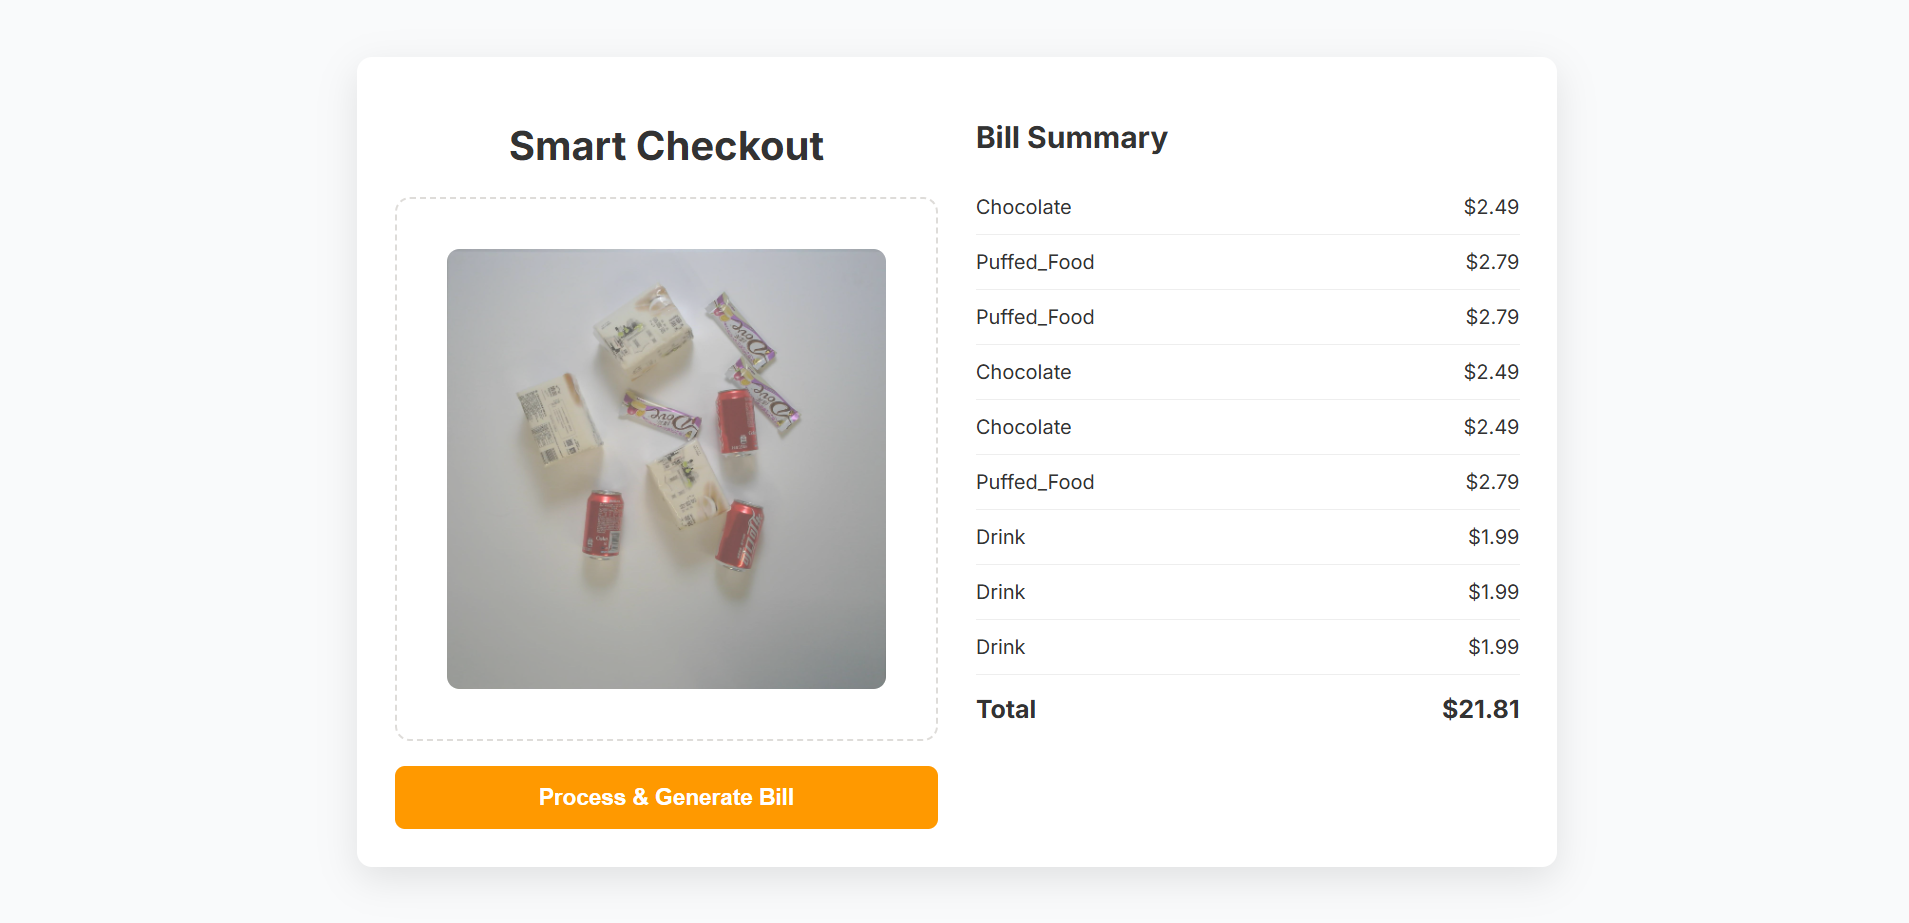 Smart Checkout
Dove
Dove
Dove
Process & Generate Bill
Bill Summary
Chocolate $2.49
Puffed_Food $2.79
Puffed_Food $2.79
Chocolate $2.49
Chocolate $2.49
Puffed_Food $2.79
Drink $1.99
Drink $1.99
Drink $1.99
Total $21.81